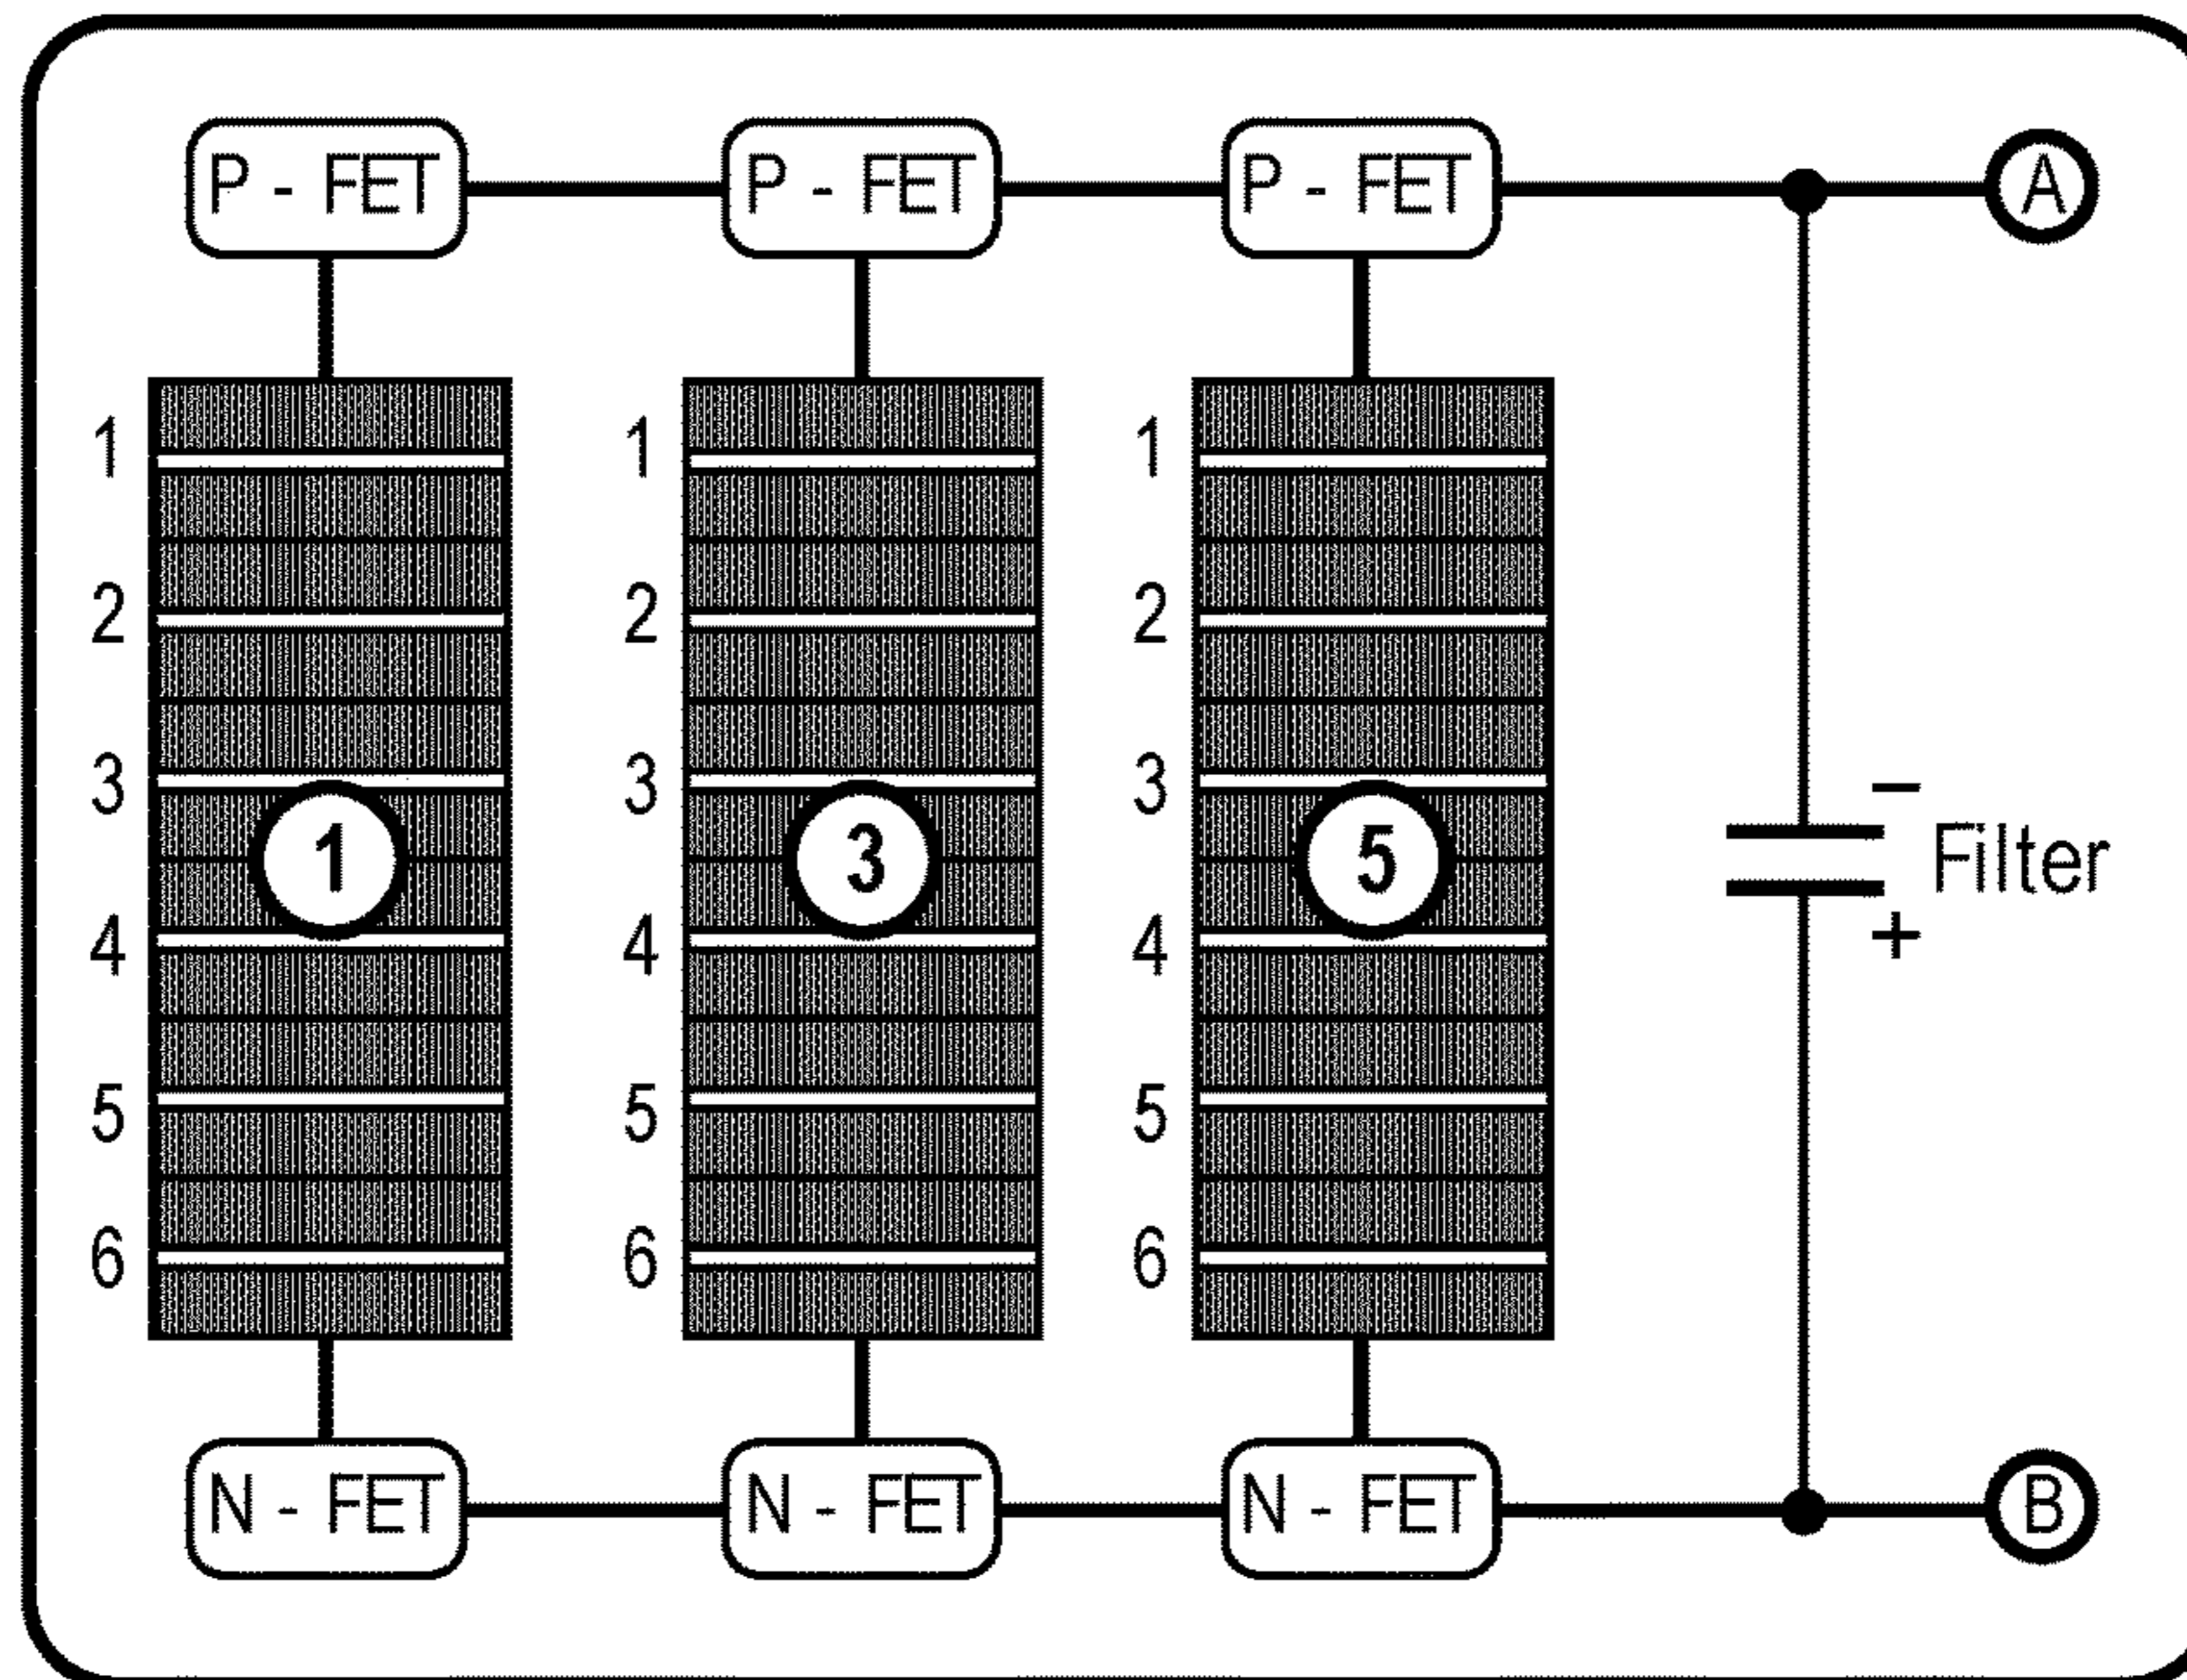 P - FET P - FET P - FET A
1 1 1
2 2 2
3 3 3
1 3 5
− Filter
+
4 4 4
5 5 5
6 6 6
N - FET N - FET N - FET B